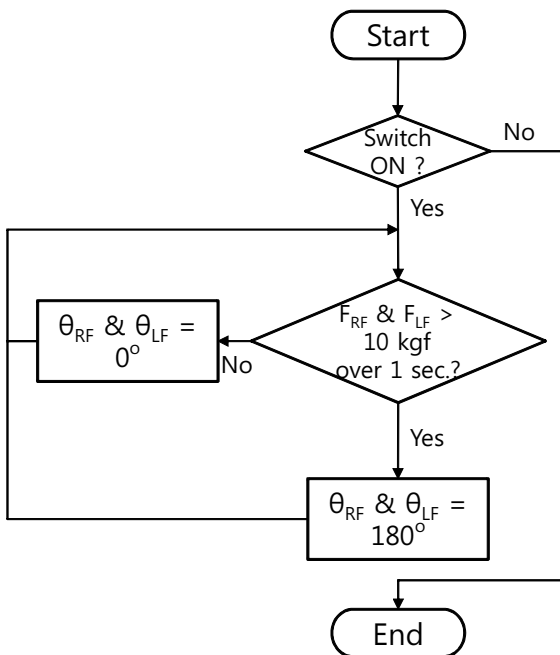 Start
Switch
ON ?
No
Yes
F_RF & F_LF >
10 kgf
over 1 sec.?
θ_RF & θ_LF =
0°
No
Yes
θ_RF & θ_LF =
180°
End